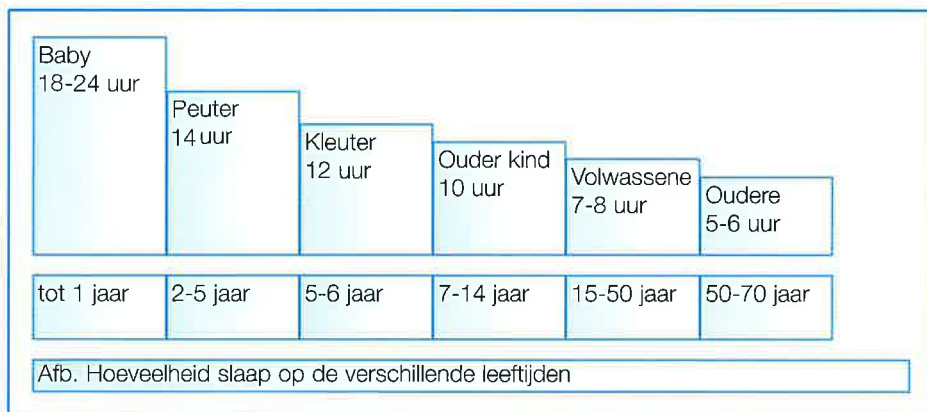 Baby
18-24 uur
Peuter
14 uur
Kleuter
12 uur
Ouder kind
10 uur
Volwassene
7-8 uur
Oudere
5-6 uur
tot 1 jaar
2-5 jaar
5-6 jaar
7-14 jaar
15-50 jaar
50-70 jaar
Afb. Hoeveelheid slaap op de verschillende leeftijden